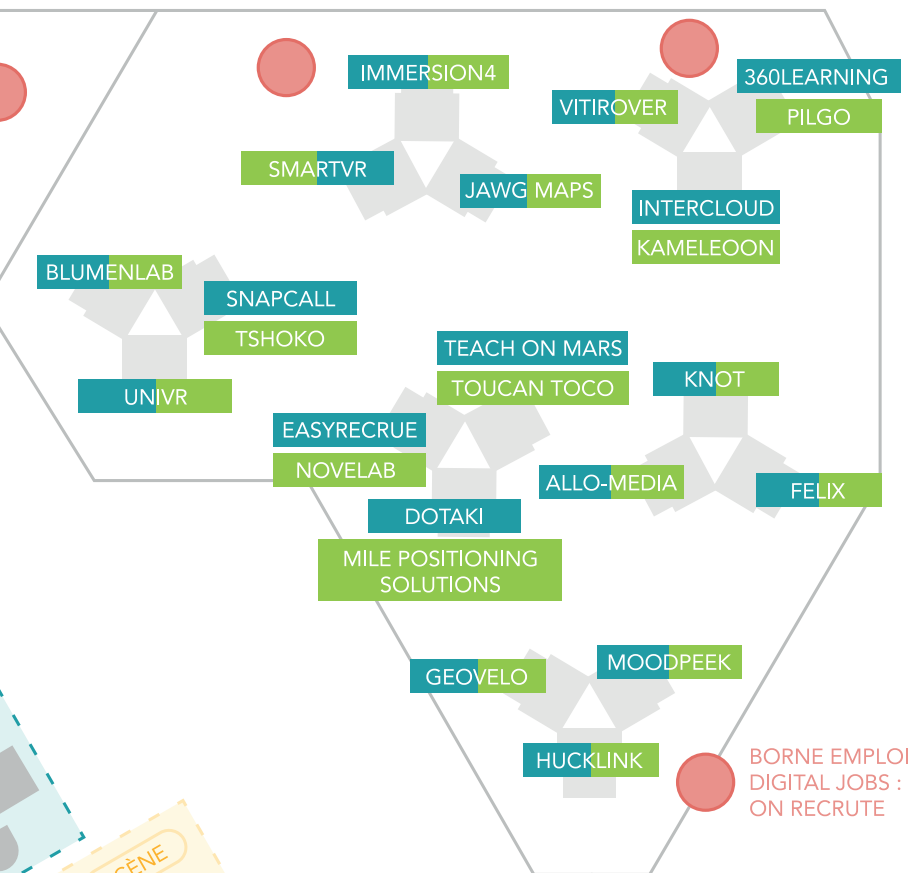 IMMERSION4
360LEARNING
VITIROVER
PILGO
SMARTVR
JAWG MAPS
INTERCLOUD
KAMELEOON
BLUMENLAB
SNAPCALL
TSHOKO
UNIVR
TEACH ON MARS
TOUCAN TOCO
KNOT
EASYRECRUE
NOVELAB
ALLO-MEDIA
FELIX
DOTAKI
MILE POSITIONING
SOLUTIONS
GEOVELO
MOODPEEK
HUCKLINK
BORNE EMPLOI
DIGITAL JOBS :
ON RECRUTE